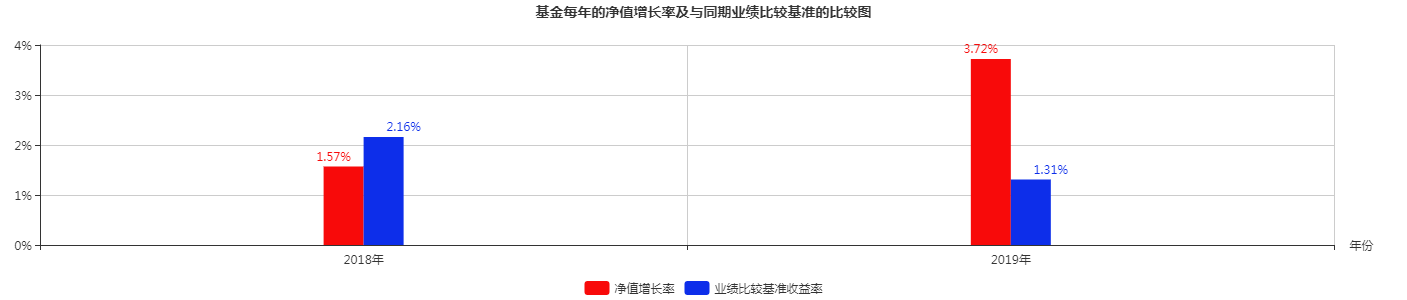 基金每年的净值增长率及与同期业绩比较基准的比较图
4%
3%
2%
1%
0%
1.57%
2.16%
3.72%
1.31%
2018年
2019年
年份
净值增长率
业绩比较基准收益率